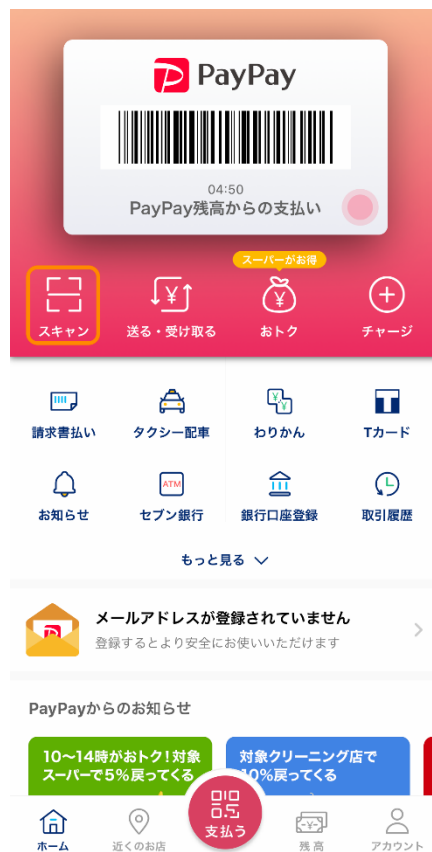 PayPay
04:50
PayPay残高からの支払い
スーパーがお得
スキャン
送る・受け取る
おトク
チャージ
請求書払い
タクシー配車
わりかん
Tカード
お知らせ
ATM
セブン銀行
銀行口座登録
取引履歴
もっと見る
メールアドレスが登録されていません
登録するとより安全にお使いいただけます
PayPayからのお知らせ
10〜14時がおトク!対象
スーパーで5%戻ってくる
対象クリーニング店で
10%戻ってくる
ホーム
近くのお店
支払う
残高
アカウント